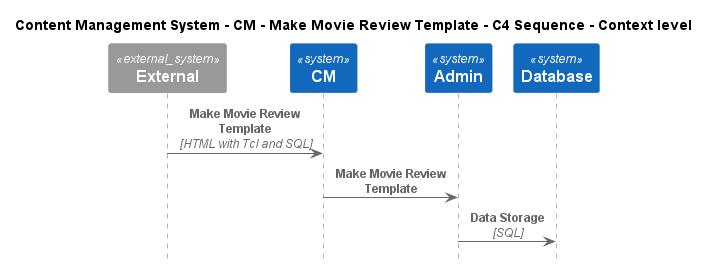 Content Management System - CM - Make Movie Review Template - C4 Sequence - Context level
«external_system» «system» «system» «system»
External CM Admin Database
Make Movie Review
Template
[HTML with Tcl and SQL]
Make Movie Review
Template
Data Storage
[SQL]